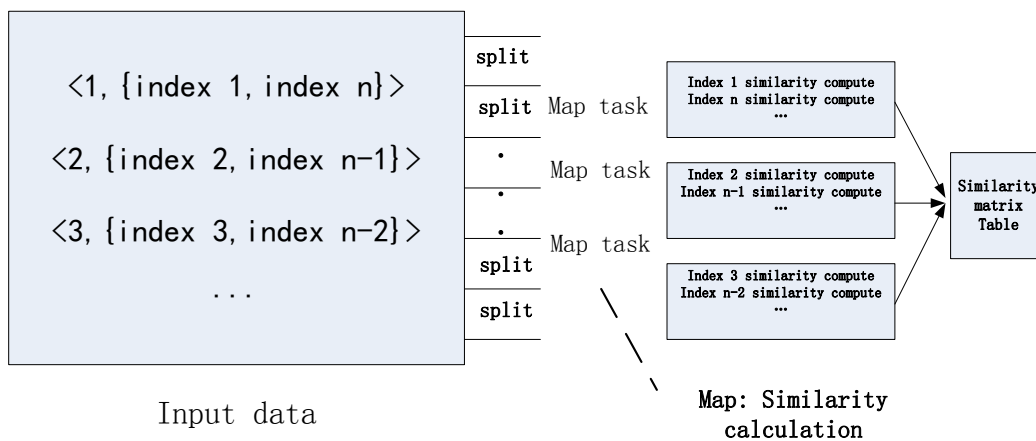 <1, {index 1, index n}>
<2, {index 2, index n-1}>
<3, {index 3, index n-2}>
...
Input data
split
split
.
.
.
split
split
Map task
Map task
Map task
Index 1 similarity compute
Index n similarity compute
…
Index 2 similarity compute
Index n-1 similarity compute
…
Index 3 similarity compute
Index n-2 similarity compute
…
Similarity
matrix
Table
Map: Similarity
calculation